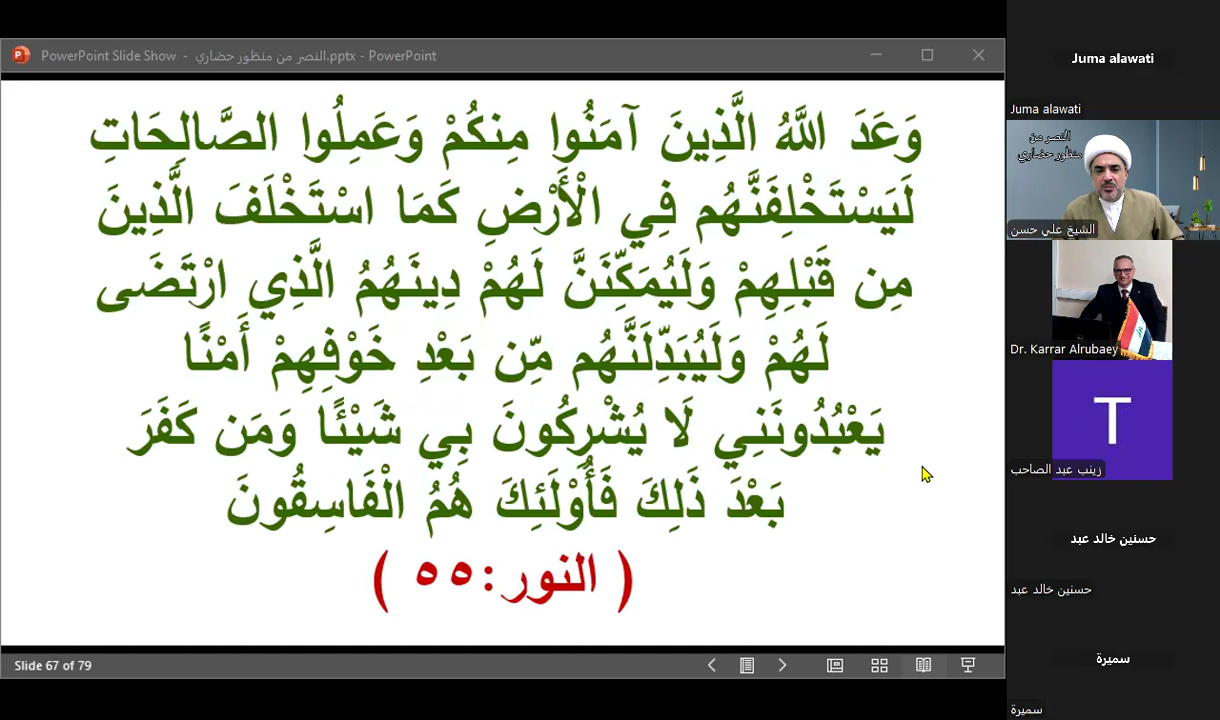 PowerPoint Slide Show - النصر من منظور حضاري.pptx - PowerPoint
وَعَدَ اللَّهُ الَّذِينَ آمَنُوا مِنكُمْ وَعَمِلُوا الصَّالِحَاتِ
لَيَسْتَخْلِفَنَّهُم فِي الْأَرْضِ كَمَا اسْتَخْلَفَ الَّذِينَ
مِن قَبْلِهِمْ وَلَيُمَكِّنَنَّ لَهُمْ دِينَهُمُ الَّذِي ارْتَضَى
لَهُمْ وَلَيُبَدِّلَنَّهُم مِّن بَعْدِ خَوْفِهِمْ أَمْنًا
يَعْبُدُونَنِي لَا يُشْرِكُونَ بِي شَيْئًا وَمَن كَفَرَ
بَعْدَ ذَلِكَ فَأُوْلَئِكَ هُمُ الْفَاسِقُونَ
( النور:٥٥ )
Slide 67 of 79
Juma alawati
Juma alawati
النصر من
منظور حضاري
الشيخ علي حسن
Dr. Karrar Alrubaey
T
زينب عبد الصاحب
حسنين خالد عبد
حسنين خالد عبد
سميرة
سميرة